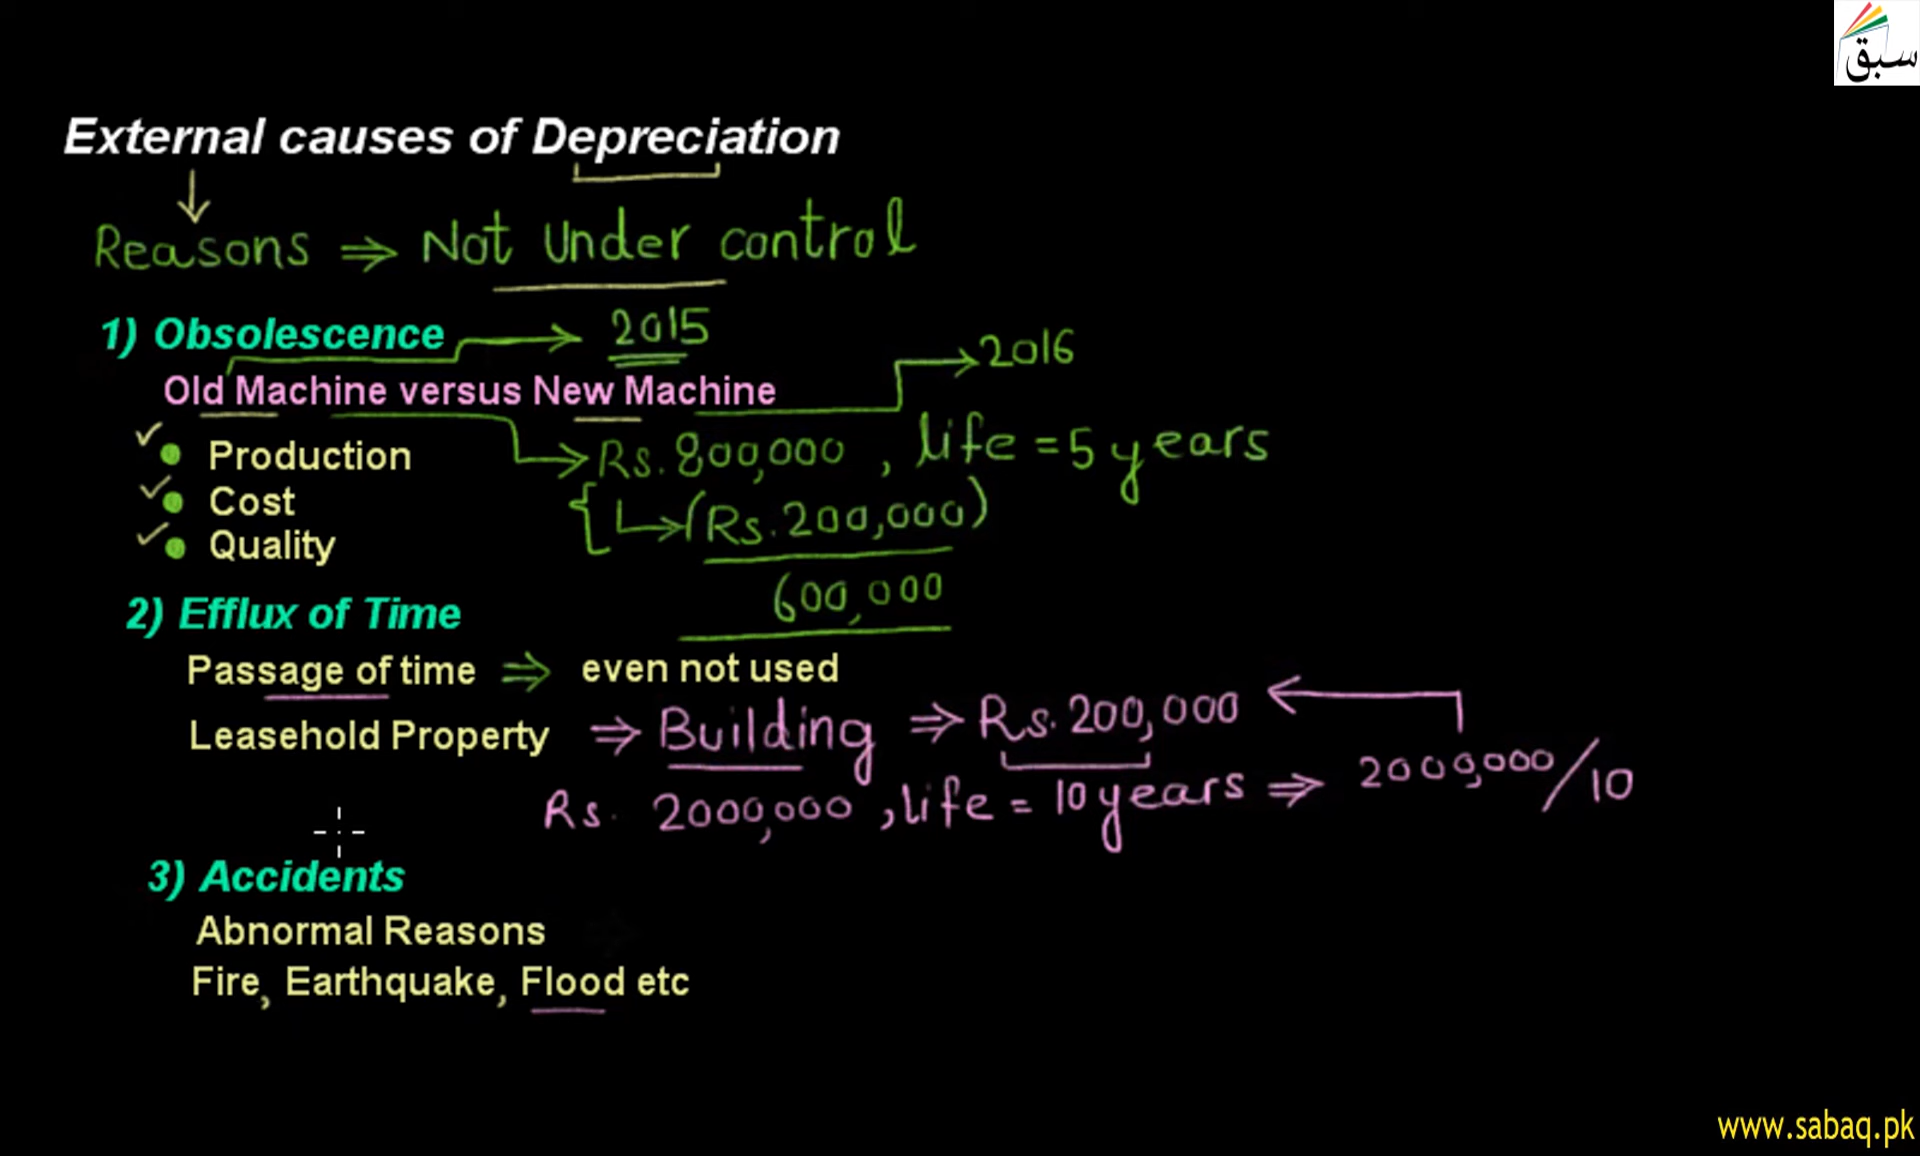 سبق
External causes of Depreciation
Reasons ⇒ Not Under control
1) Obsolescence → 2015
→ 2016
Old Machine versus New Machine
• Production → Rs. 800,000 , life = 5 years
• Cost → (Rs. 200,000)
• Quality
600,000
2) Efflux of Time
Passage of time ⇒ even not used
Leasehold Property ⇒ Building ⇒ Rs. 200,000
Rs. 2000,000 , life = 10 years ⇒ 2000,000/10
3) Accidents
Abnormal Reasons
Fire, Earthquake, Flood etc
www.sabaq.pk